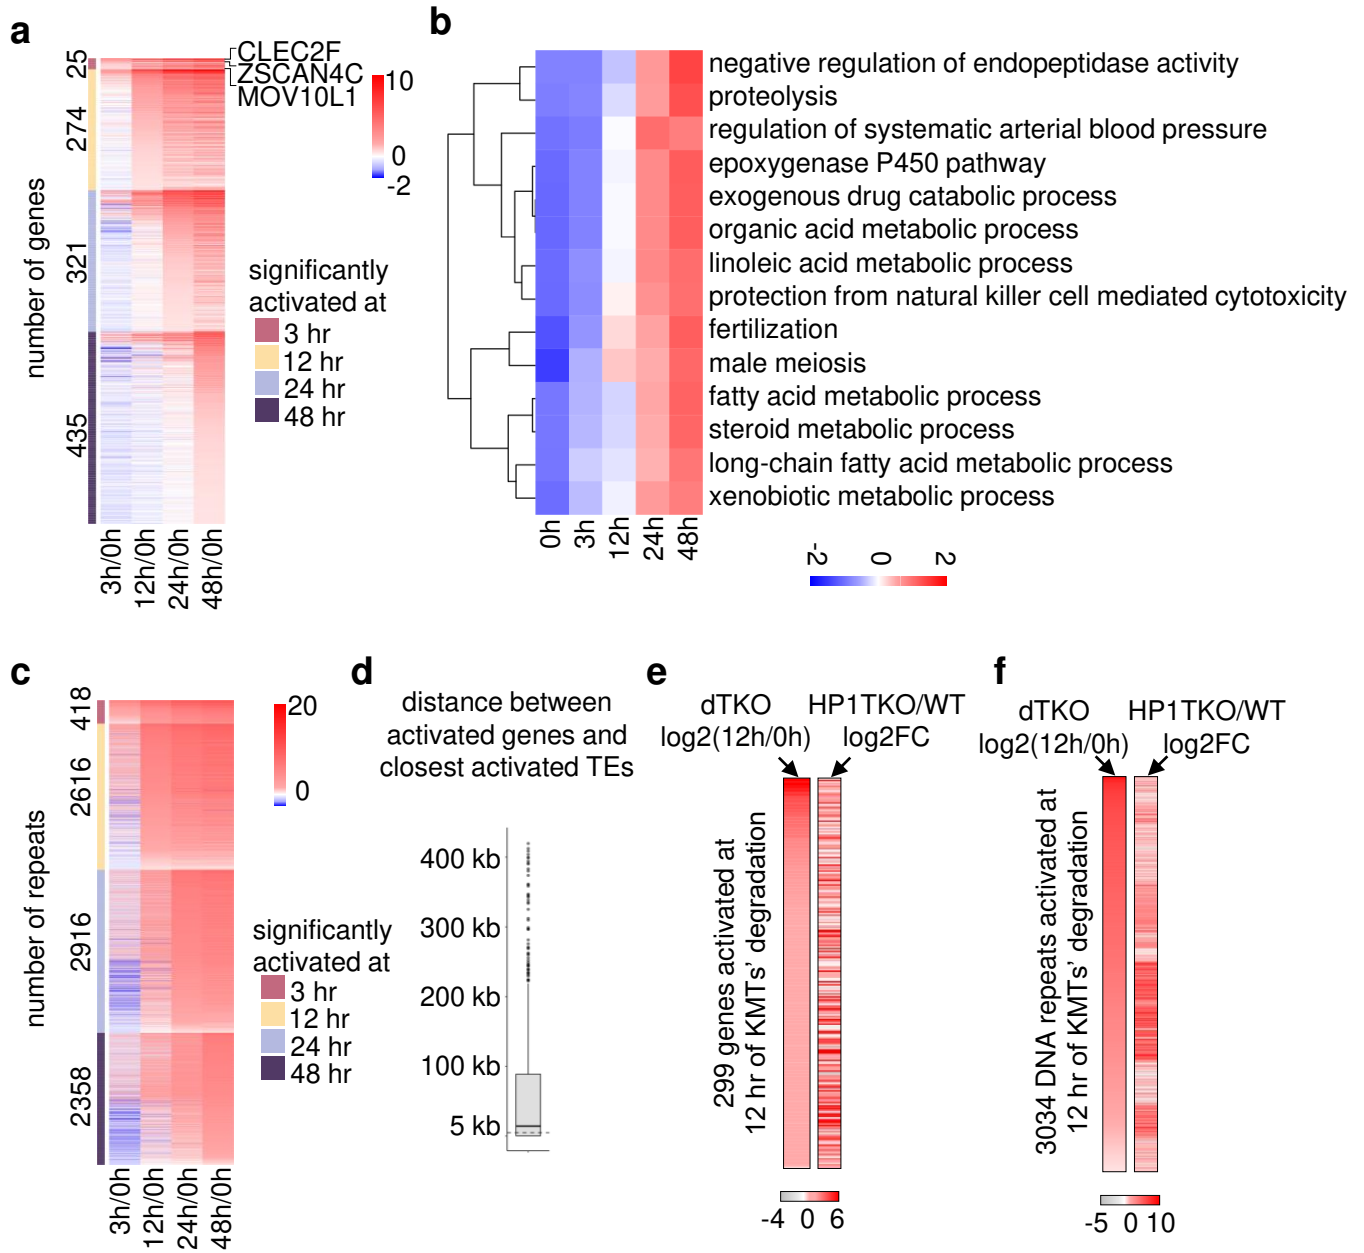 a
CLEC2F
ZSCAN4C
MOV10L1
25
274
321
435
number of genes
10
0
-2
significantly
activated at
3 hr
12 hr
24 hr
48 hr
3h/0h
12h/0h
24h/0h
48h/0h
b
negative regulation of endopeptidase activity
proteolysis
regulation of systematic arterial blood pressure
epoxygenase P450 pathway
exogenous drug catabolic process
organic acid metabolic process
linoleic acid metabolic process
protection from natural killer cell mediated cytotoxicity
fertilization
male meiosis
fatty acid metabolic process
steroid metabolic process
long-chain fatty acid metabolic process
xenobiotic metabolic process
0h
3h
12h
24h
48h
-2
0
2
c
418
2616
2916
2358
number of repeats
20
0
significantly
activated at
3 hr
12 hr
24 hr
48 hr
3h/0h
12h/0h
24h/0h
48h/0h
d
distance between
activated genes and
closest activated TEs
400 kb
300 kb
200 kb
100 kb
5 kb
e
dTKO
log2(12h/0h)
HP1TKO/WT
log2FC
299 genes activated at
12 hr of KMTs’ degradation
-4 0 6
f
dTKO
log2(12h/0h)
HP1TKO/WT
log2FC
3034 DNA repeats activated at
12 hr of KMTs’ degradation
-5 0 10